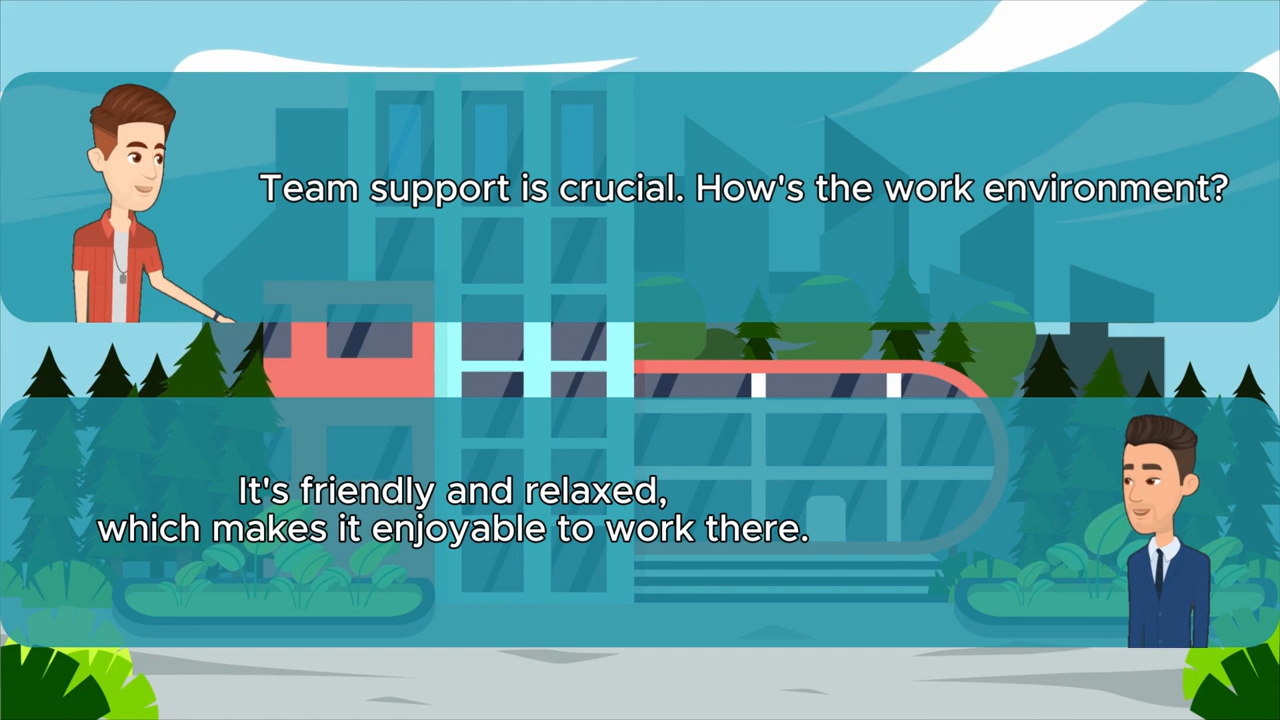 Team support is crucial. How's the work environment?
It's friendly and relaxed,
which makes it enjoyable to work there.